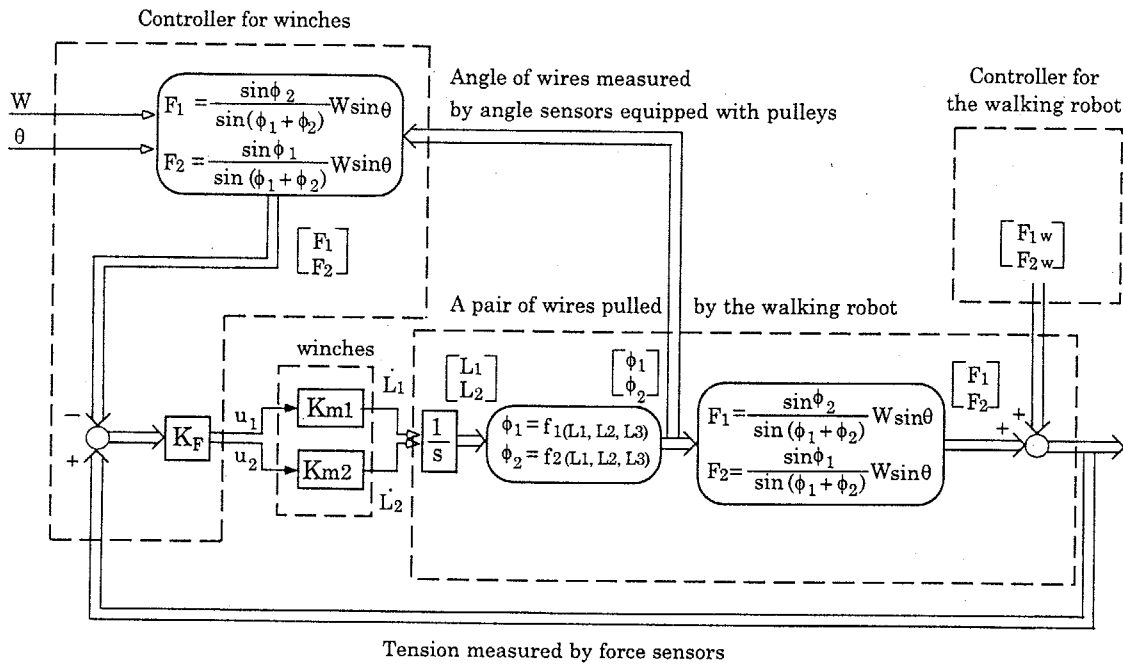 Controller for winches
W
θ
F1 = sinφ2 / sin(φ1+φ2) Wsinθ
F2 = sinφ1 / sin(φ1+φ2) Wsinθ
Angle of wires measured
by angle sensors equipped with pulleys
Controller for
the walking robot
[F1
F2]
[F1w
F2w]
A pair of wires pulled by the walking robot
winches
−
+
KF
u1
u2
Km1
Km2
L̇1
L̇2
1/s
[L1
L2]
φ1 = f1(L1, L2, L3)
φ2 = f2(L1, L2, L3)
[φ1
φ2]
F1= sinφ2 / sin(φ1+φ2) Wsinθ
F2= sinφ1 / sin(φ1+φ2) Wsinθ
[F1
F2]
+
+
Tension measured by force sensors